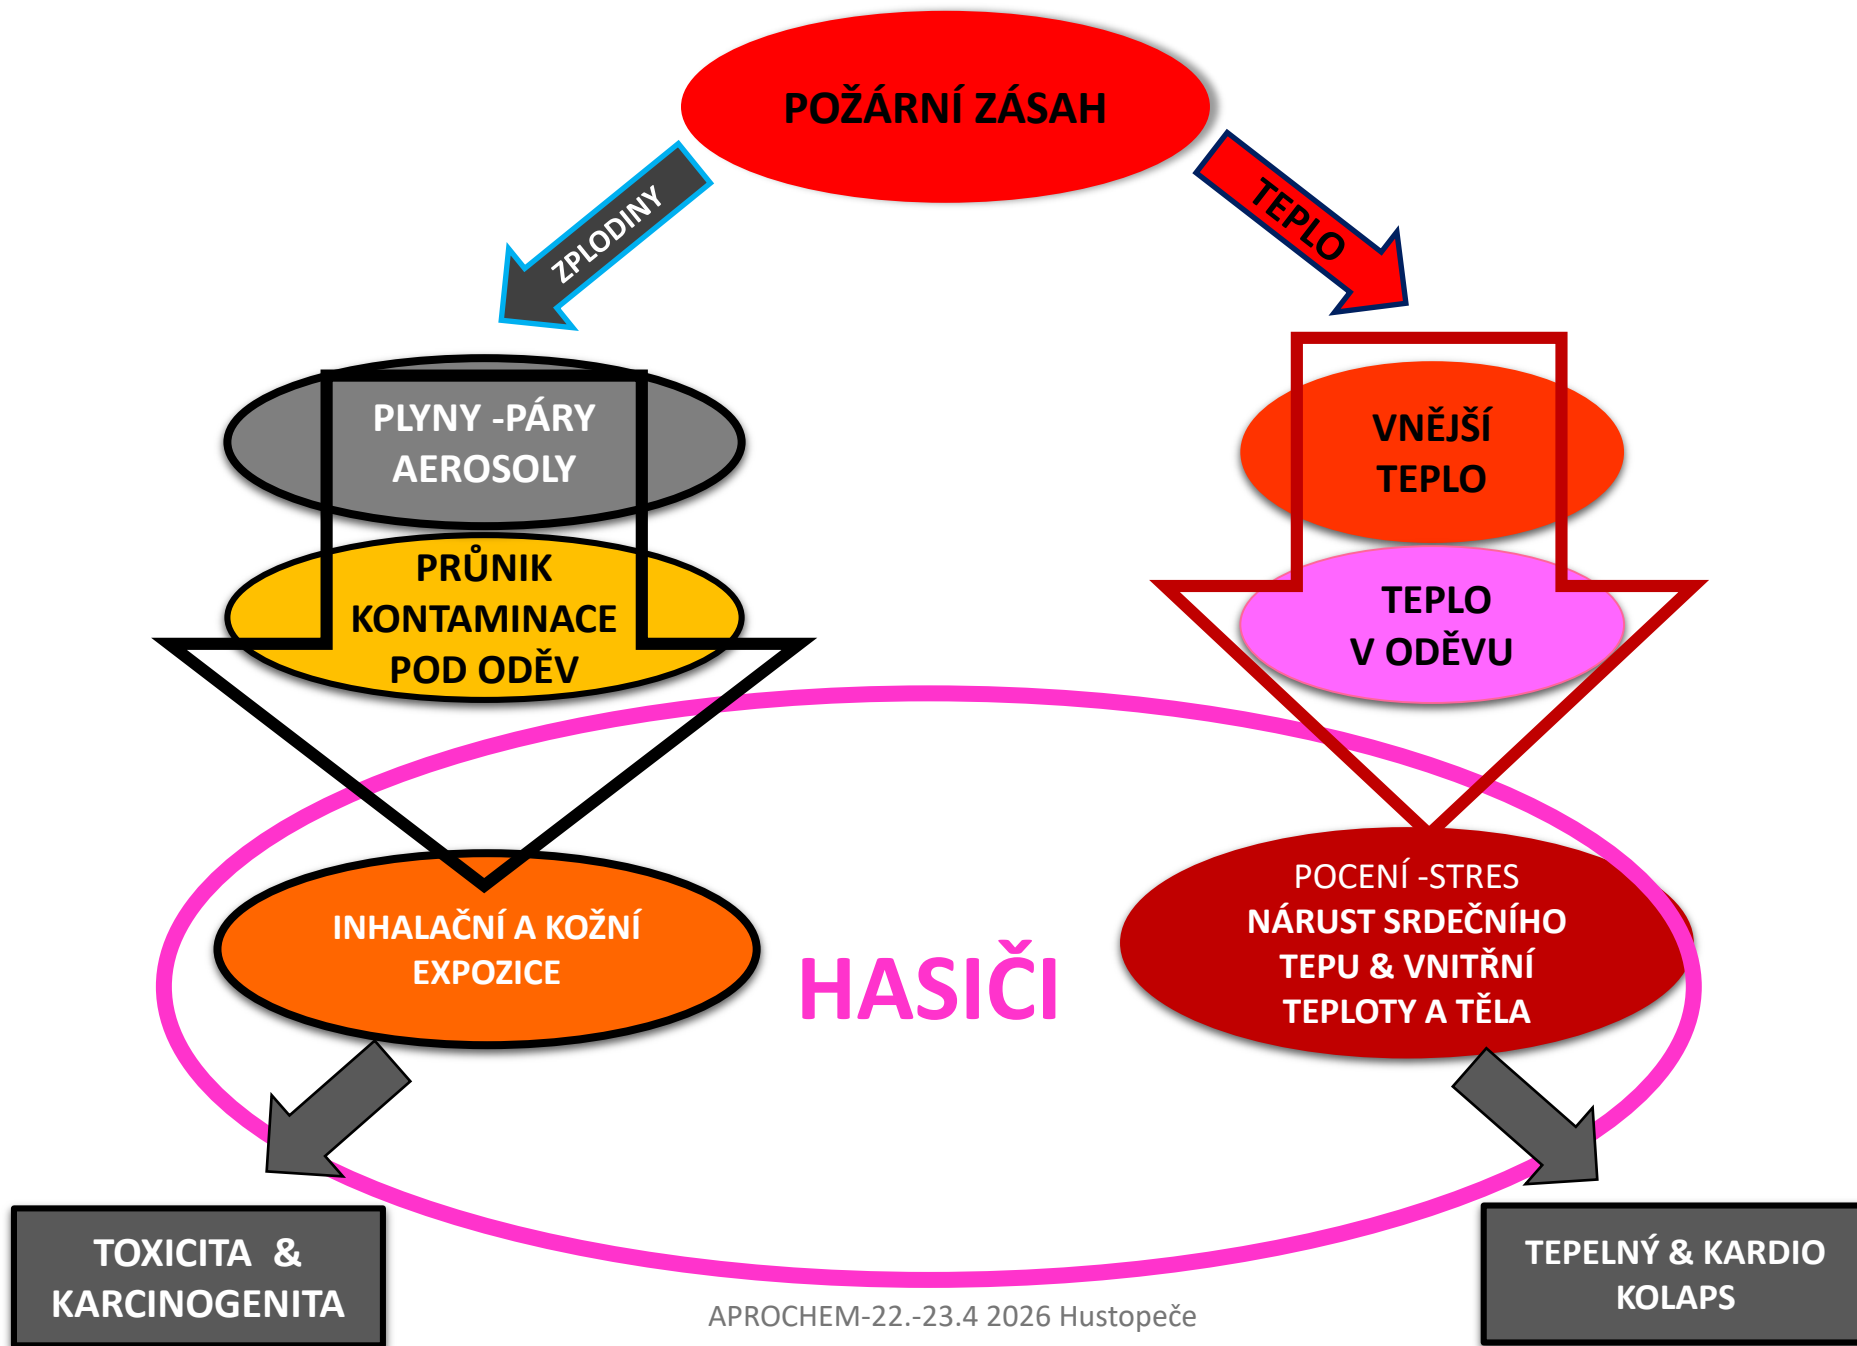 POŽÁRNÍ ZÁSAH
ZPLODINY
TEPLO
PLYNY -PÁRY
AEROSOLY
VNĚJŠÍ
TEPLO
PRŮNIK
KONTAMINACE
POD ODĚV
TEPLO
V ODĚVU
INHALAČNÍ A KOŽNÍ
EXPOZICE
HASIČI
POCENÍ -STRES
NÁRUST SRDEČNÍHO
TEPU & VNITŘNÍ
TEPLOTY A TĚLA
TOXICITA &
KARCINOGENITA
TEPELNÝ & KARDIO
KOLAPS
APROCHEM-22.-23.4 2026 Hustopeče